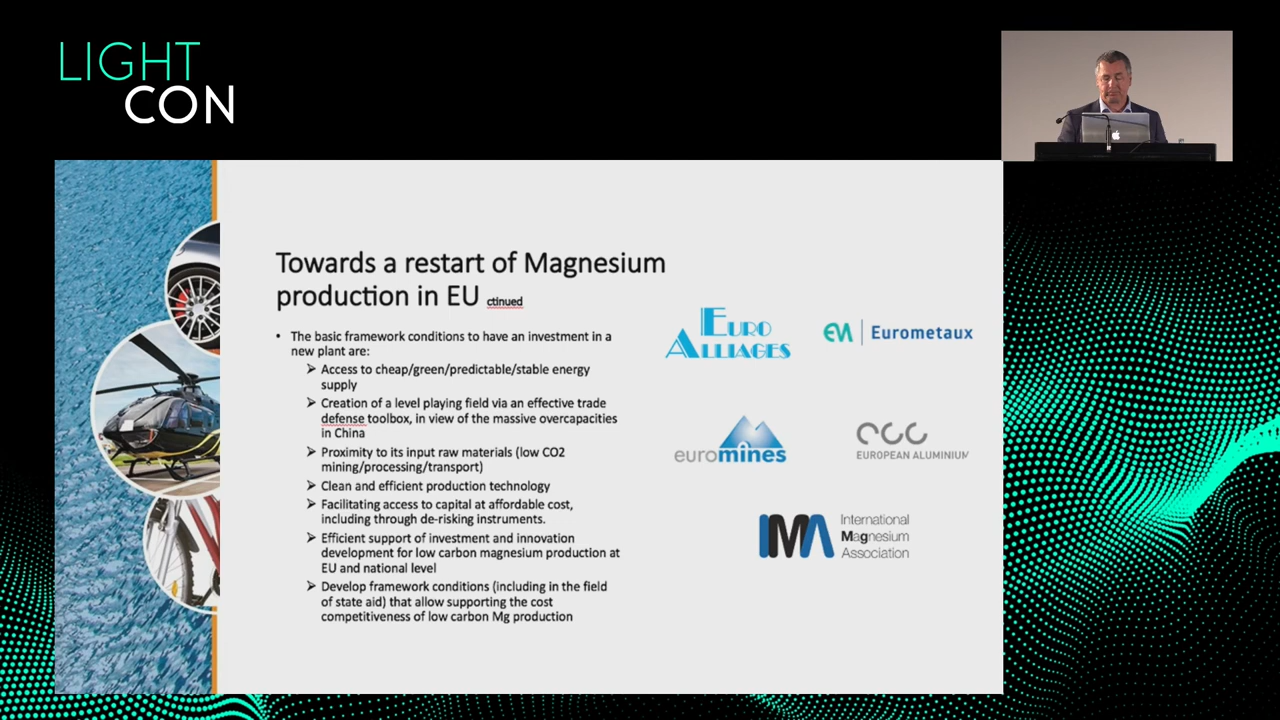 LIGHT
CON
Towards a restart of Magnesium
production in EU ctinued
• The basic framework conditions to have an investment in a
new plant are:
➢ Access to cheap/green/predictable/stable energy
supply
➢ Creation of a level playing field via an effective trade
defense toolbox, in view of the massive overcapacities
in China
➢ Proximity to its input raw materials (low CO2
mining/processing/transport)
➢ Clean and efficient production technology
➢ Facilitating access to capital at affordable cost,
including through de-risking instruments.
➢ Efficient support of investment and innovation
development for low carbon magnesium production at
EU and national level
➢ Develop framework conditions (including in the field
of state aid) that allow supporting the cost
competitiveness of low carbon Mg production
EURO
ALLIAGES
EM | Eurometaux
euromines
EUROPEAN ALUMINIUM
IMA
International
Magnesium
Association